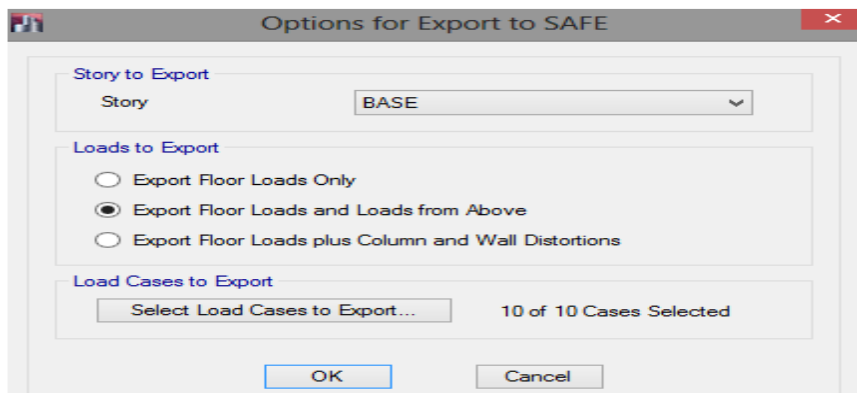 Options for Export to SAFE
Story to Export
Story BASE
Loads to Export
Export Floor Loads Only
Export Floor Loads and Loads from Above
Export Floor Loads plus Column and Wall Distortions
Load Cases to Export
Select Load Cases to Export... 10 of 10 Cases Selected
OK Cancel